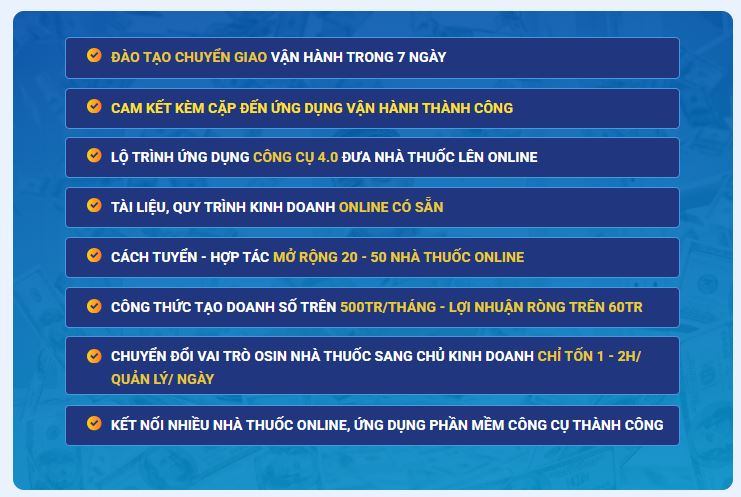 ĐÀO TẠO CHUYỂN GIAO VẬN HÀNH TRONG 7 NGÀY
CAM KẾT KÈM CẶP ĐẾN ỨNG DỤNG VẬN HÀNH THÀNH CÔNG
LỘ TRÌNH ỨNG DỤNG CÔNG CỤ 4.0 ĐƯA NHÀ THUỐC LÊN ONLINE
TÀI LIỆU, QUY TRÌNH KINH DOANH ONLINE CÓ SẴN
CÁCH TUYỂN - HỢP TÁC MỞ RỘNG 20 - 50 NHÀ THUỐC ONLINE
CÔNG THỨC TẠO DOANH SỐ TRÊN 500TR/THÁNG - LỢI NHUẬN RÒNG TRÊN 60TR
CHUYỂN ĐỔI VAI TRÒ OSIN NHÀ THUỐC SANG CHỦ KINH DOANH CHỈ TỐN 1 - 2H/
QUẢN LÝ/ NGÀY
KẾT NỐI NHIỀU NHÀ THUỐC ONLINE, ỨNG DỤNG PHẦN MỀM CÔNG CỤ THÀNH CÔNG